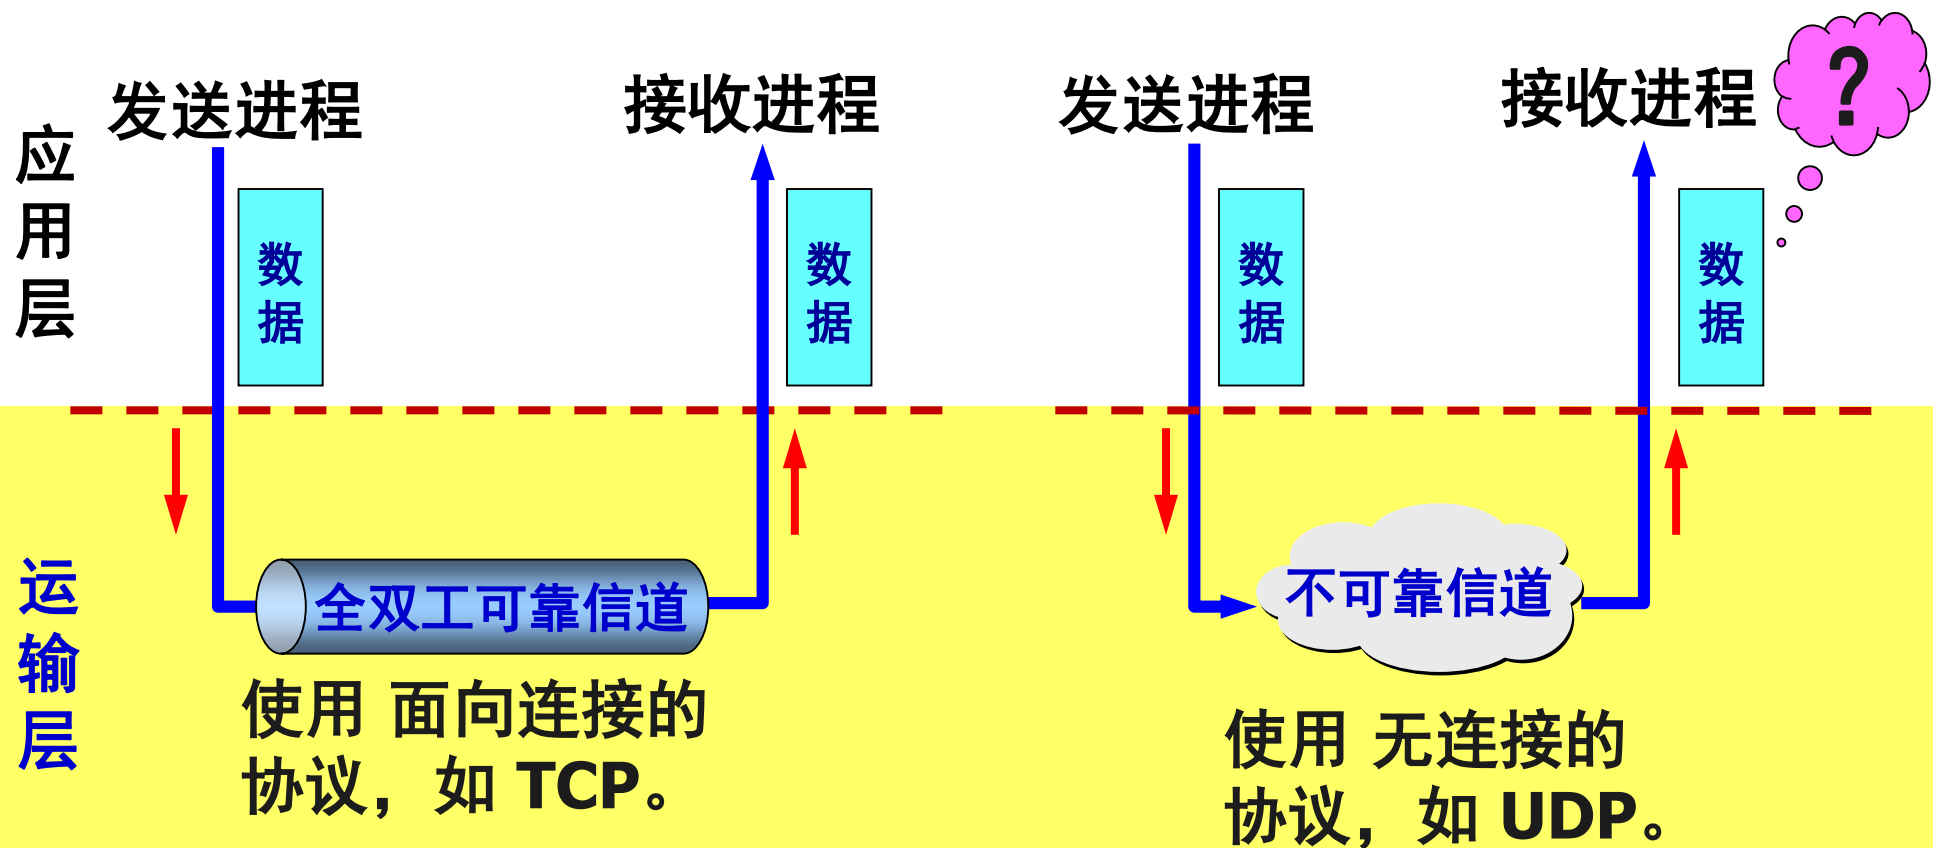 应用层
发送进程
接收进程
发送进程
接收进程
?
数据
数据
数据
数据
运输层
全双工可靠信道
不可靠信道
使用 面向连接的
协议，如 TCP。
使用 无连接的
协议，如 UDP。